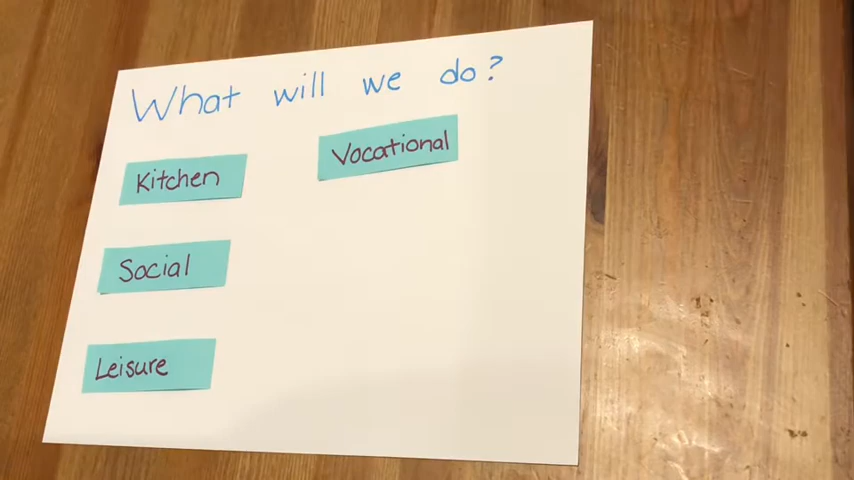 What will we do?
Kitchen
Vocational
Social
Leisure